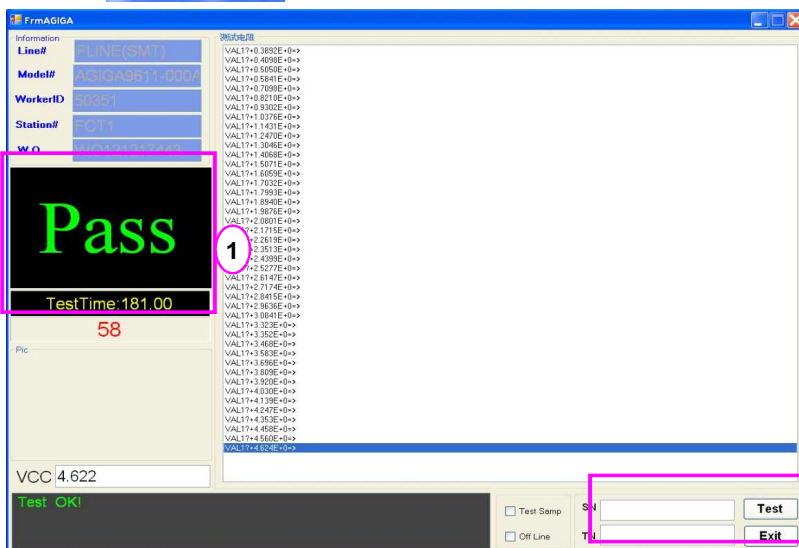 FrmAGIGA
Information
Line# FLINE(SMT)
Model# AGIGA9611-000A
WorkerID 50351
Station# FCT1
W.O
Pass
TestTime:181.00
58
Pic
VCC 4.622
Test OK!
测试电阻
VAL1?+0.3892E+0=>
VAL1?+0.4098E+0=>
VAL1?+0.5050E+0=>
VAL1?+0.5841E+0=>
VAL1?+0.7098E+0=>
VAL1?+0.8210E+0=>
VAL1?+0.9302E+0=>
VAL1?+1.0376E+0=>
VAL1?+1.1431E+0=>
VAL1?+1.2470E+0=>
VAL1?+1.3046E+0=>
VAL1?+1.4068E+0=>
VAL1?+1.5071E+0=>
VAL1?+1.6059E+0=>
VAL1?+1.7032E+0=>
VAL1?+1.7993E+0=>
VAL1?+1.8940E+0=>
VAL1?+1.9876E+0=>
VAL1?+2.0801E+0=>
VAL1?+2.1715E+0=>
+2.2619E+0=>
1
+2.3513E+0=>
+2.4399E+0=>
VAL1?+2.5277E+0=>
VAL1?+2.6147E+0=>
VAL1?+2.7174E+0=>
VAL1?+2.8415E+0=>
VAL1?+2.9636E+0=>
VAL1?+3.0841E+0=>
VAL1?+3.323E+0=>
VAL1?+3.352E+0=>
VAL1?+3.468E+0=>
VAL1?+3.583E+0=>
VAL1?+3.696E+0=>
VAL1?+3.809E+0=>
VAL1?+3.920E+0=>
VAL1?+4.030E+0=>
VAL1?+4.139E+0=>
VAL1?+4.247E+0=>
VAL1?+4.353E+0=>
VAL1?+4.458E+0=>
VAL1?+4.560E+0=>
VAL1?+4.624E+0=>
Test Samp
Off Line
SN
Test
Exit